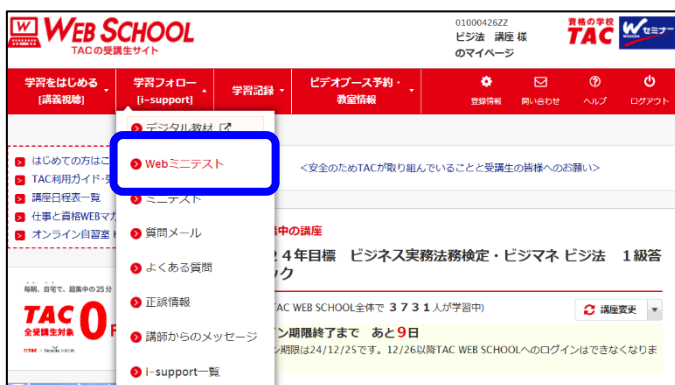 WEB SCHOOL
TACの受講生サイト
01000426ZZ
ビジ法 講座 様
のマイページ
資格の学校
TAC
Wセミナー
学習をはじめる
[講義視聴]
学習フォロー
[i-support]
学習記録
ビデオブース予約・
教室情報
登録情報
問い合わせ
ヘルプ
ログアウト
デジタル教材
Webミニテスト
ミニテスト
質問メール
よくある質問
正誤情報
講師からのメッセージ
i-support一覧
はじめての方はこ
TAC利用ガイド・
講座日程表一覧
仕事と資格WEBマガ
オンライン自習室
<安全のためTACが取り組んでいることと受講生の皆様へのお願い>
中の講座
４年目標 ビジネス実務法務検定・ビジマネ ビジ法 １級答
ック
TAC WEB SCHOOL全体で ３７３１人が学習中)
講座変更
ン期限終了まで あと9日
ン期限は24/12/25です。12/26以降TAC WEB SCHOOLへのログインはできなくなりま
毎朝、自宅で、超集中の25分
TAC
全受講生対象
0